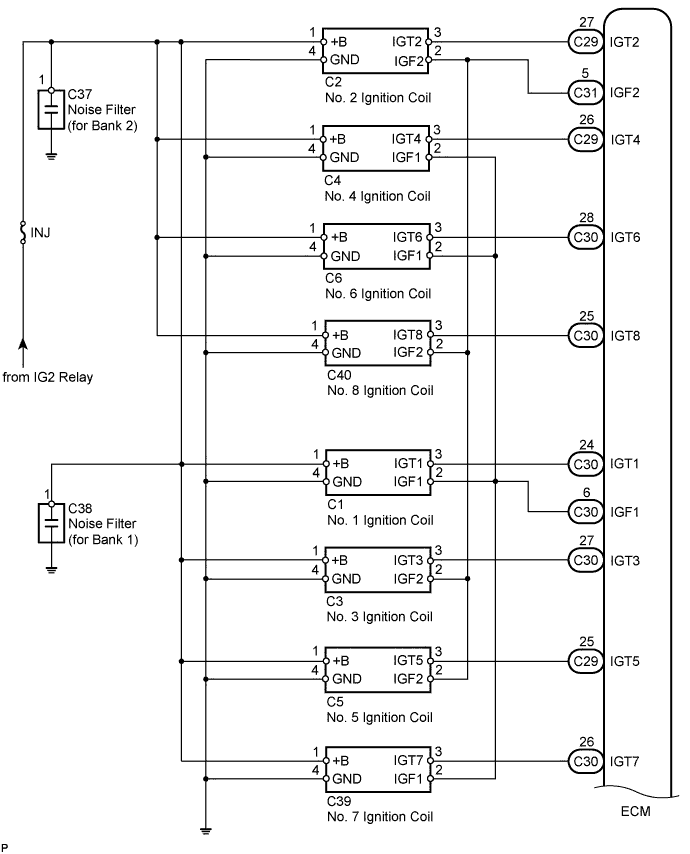 27
1 +B IGT2 3 C29 IGT2
4 GND IGF2 2
C2
No. 2 Ignition Coil
5
C31 IGF2
1
C37
Noise Filter
(for Bank 2)
26
1 +B IGT4 3 C29 IGT4
4 GND IGF1 2
C4
No. 4 Ignition Coil
28
1 +B IGT6 3 C30 IGT6
4 GND IGF1 2
C6
No. 6 Ignition Coil
INJ
25
1 +B IGT8 3 C30 IGT8
4 GND IGF2 2
C40
No. 8 Ignition Coil
from IG2 Relay
24
1 +B IGT1 3 C30 IGT1
4 GND IGF1 2
C1
No. 1 Ignition Coil
6
C30 IGF1
1
C38
Noise Filter
(for Bank 1)
27
1 +B IGT3 3 C30 IGT3
4 GND IGF2 2
C3
No. 3 Ignition Coil
25
1 +B IGT5 3 C29 IGT5
4 GND IGF2 2
C5
No. 5 Ignition Coil
26
1 +B IGT7 3 C30 IGT7
4 GND IGF1 2
C39
No. 7 Ignition Coil
ECM
P